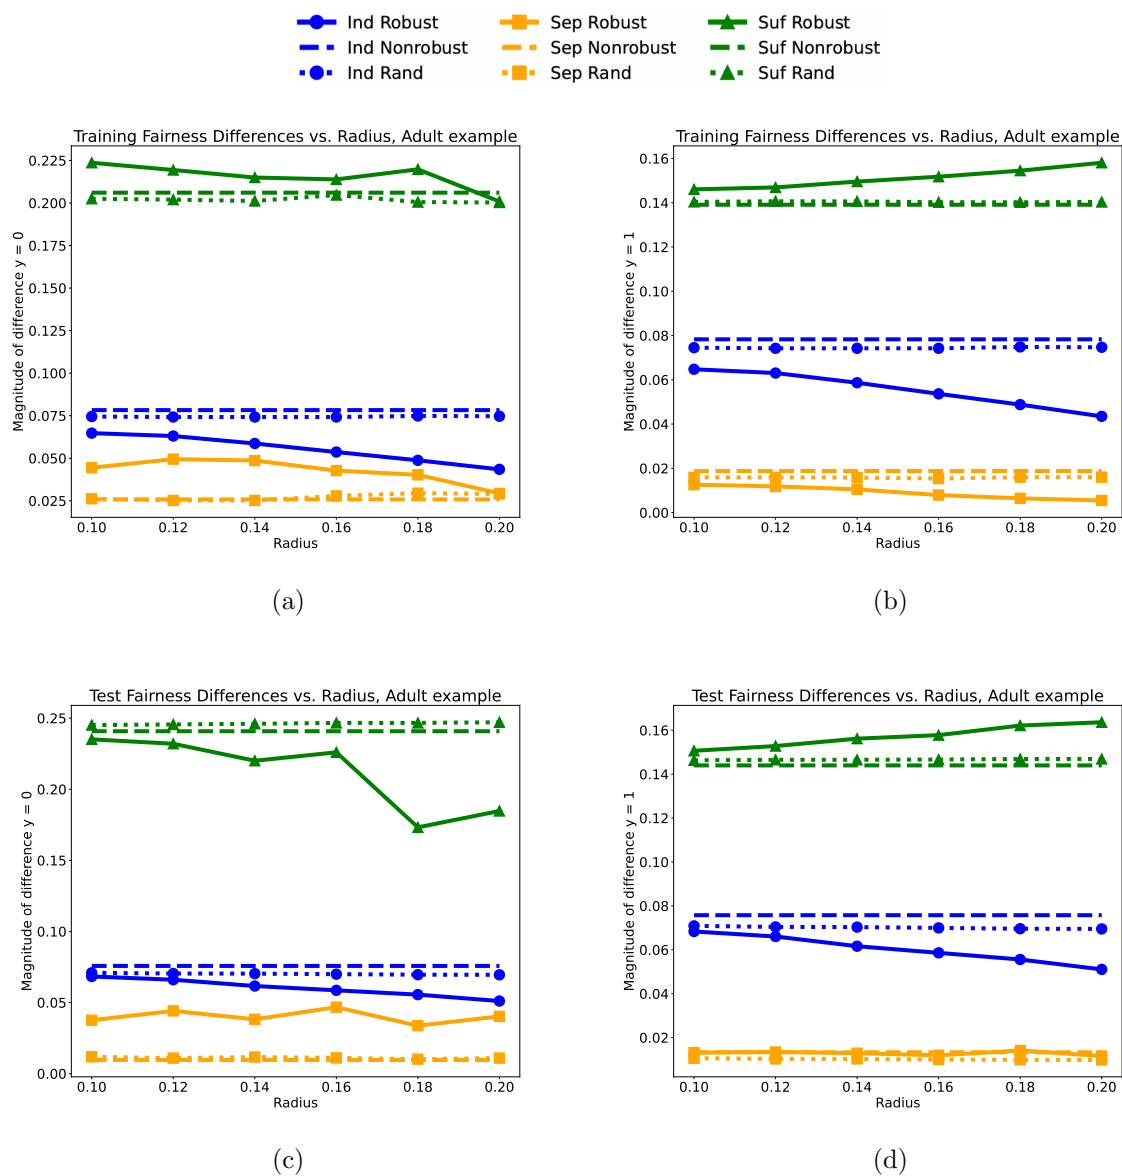 Ind Robust Sep Robust Suf Robust
Ind Nonrobust Sep Nonrobust Suf Nonrobust
Ind Rand Sep Rand Suf Rand
Training Fairness Differences vs. Radius, Adult example
Magnitude of difference y = 0
0.225
0.200
0.175
0.150
0.125
0.100
0.075
0.050
0.025
0.10 0.12 0.14 0.16 0.18 0.20
Radius
(a)
Training Fairness Differences vs. Radius, Adult example
Magnitude of difference y = 1
0.16
0.14
0.12
0.10
0.08
0.06
0.04
0.02
0.00
0.10 0.12 0.14 0.16 0.18 0.20
Radius
(b)
Test Fairness Differences vs. Radius, Adult example
Magnitude of difference y = 0
0.25
0.20
0.15
0.10
0.05
0.00
0.10 0.12 0.14 0.16 0.18 0.20
Radius
(c)
Test Fairness Differences vs. Radius, Adult example
Magnitude of difference y = 1
0.16
0.14
0.12
0.10
0.08
0.06
0.04
0.02
0.10 0.12 0.14 0.16 0.18 0.20
Radius
(d)